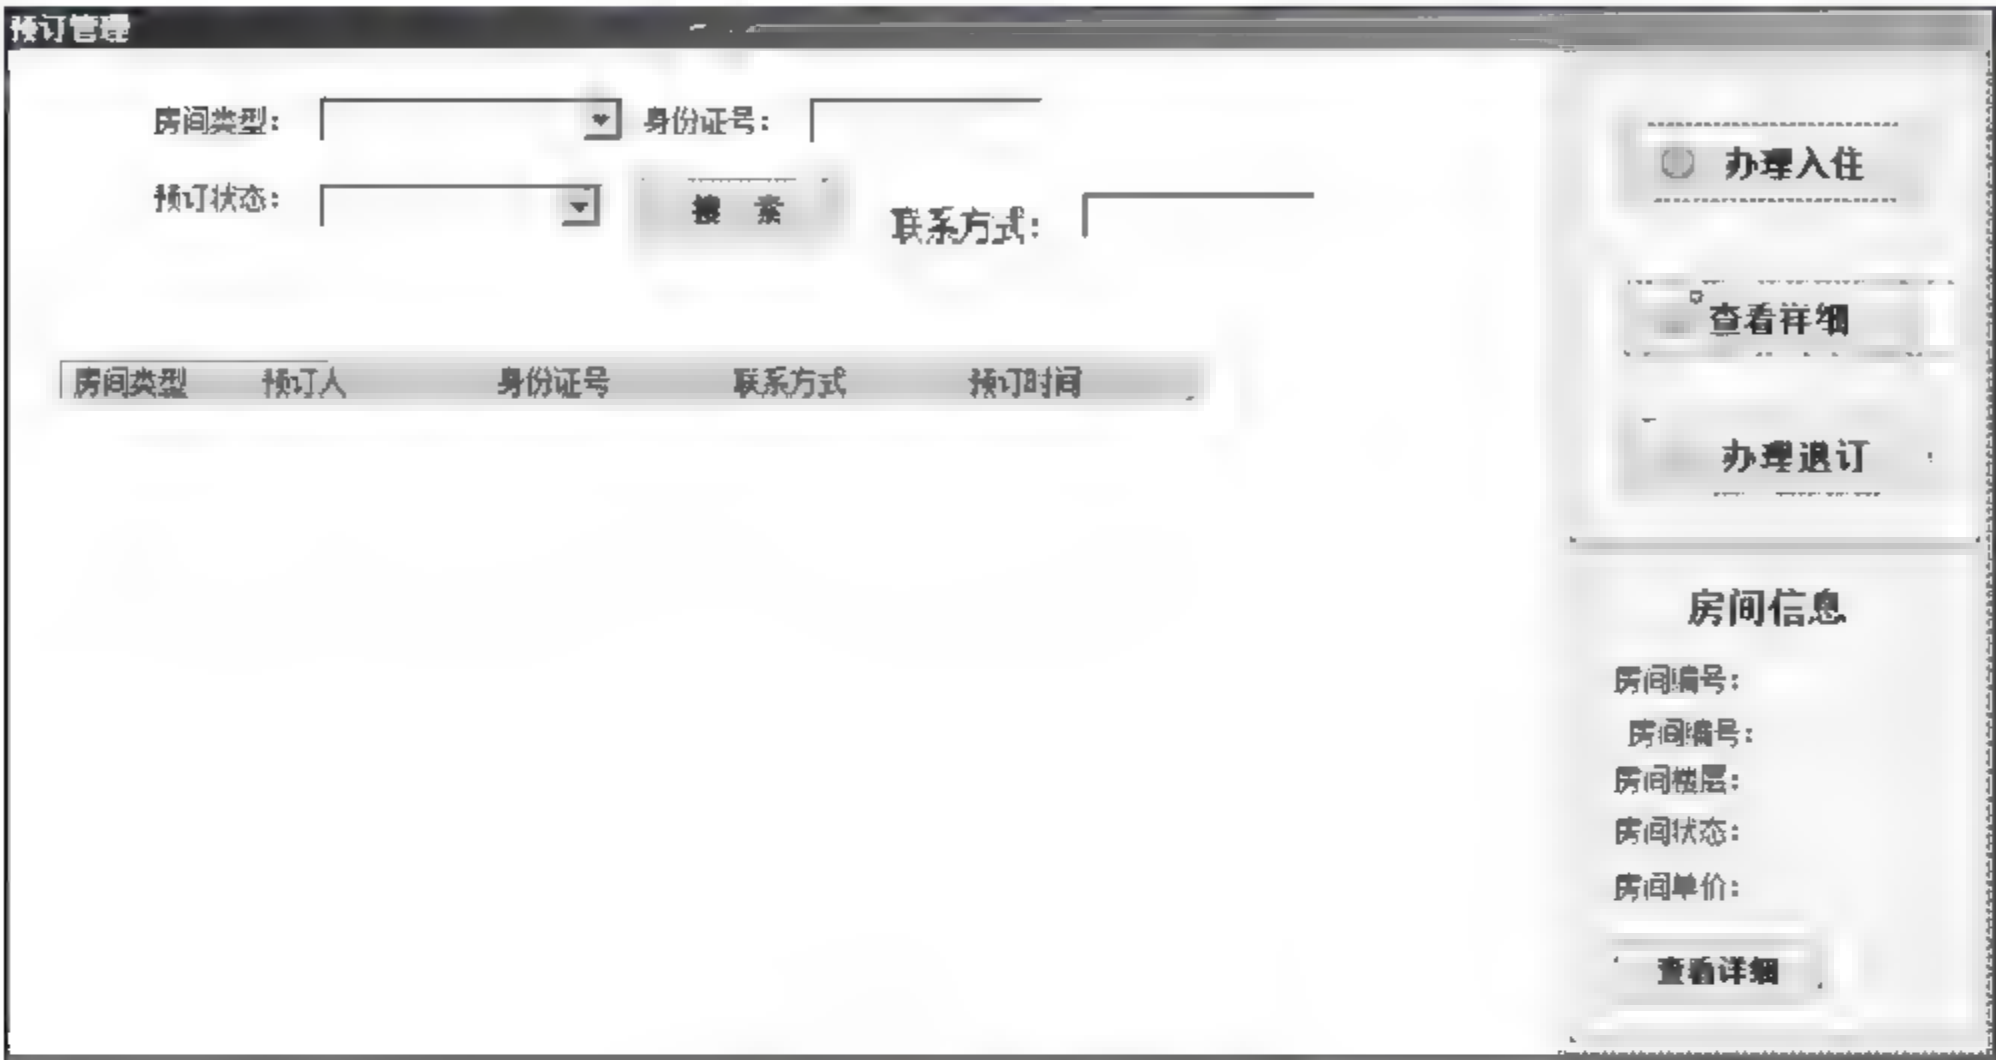 预订管理
房间类型： 身份证号：
预订状态： 搜 索 联系方式：
房间类型 预订人 身份证号 联系方式 预订时间
办理入住
查看详细
办理退订
房间信息
房间编号：
房间编号：
房间楼层：
房间状态：
房间单价：
查看详细